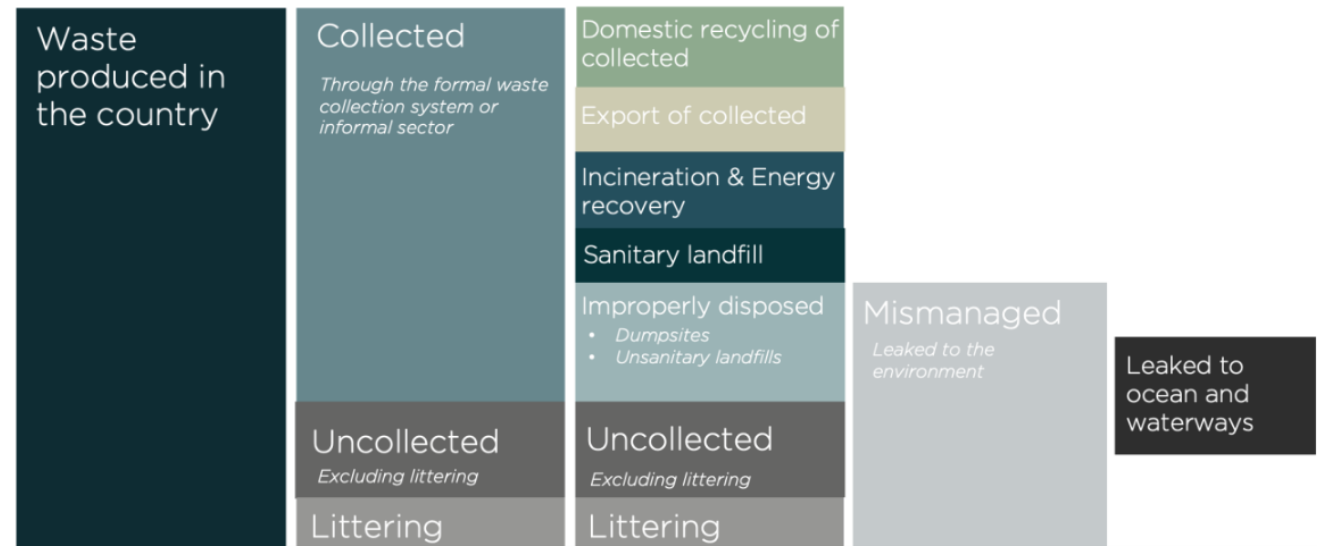 Waste
produced in
the country
Collected
Through the formal waste
collection system or
informal sector
Uncollected
Excluding littering
Littering
Domestic recycling of
collected
Export of collected
Incineration & Energy
recovery
Sanitary landfill
Improperly disposed
• Dumpsites
• Unsanitary landfills
Uncollected
Excluding littering
Littering
Mismanaged
Leaked to the
environment
Leaked to
ocean and
waterways